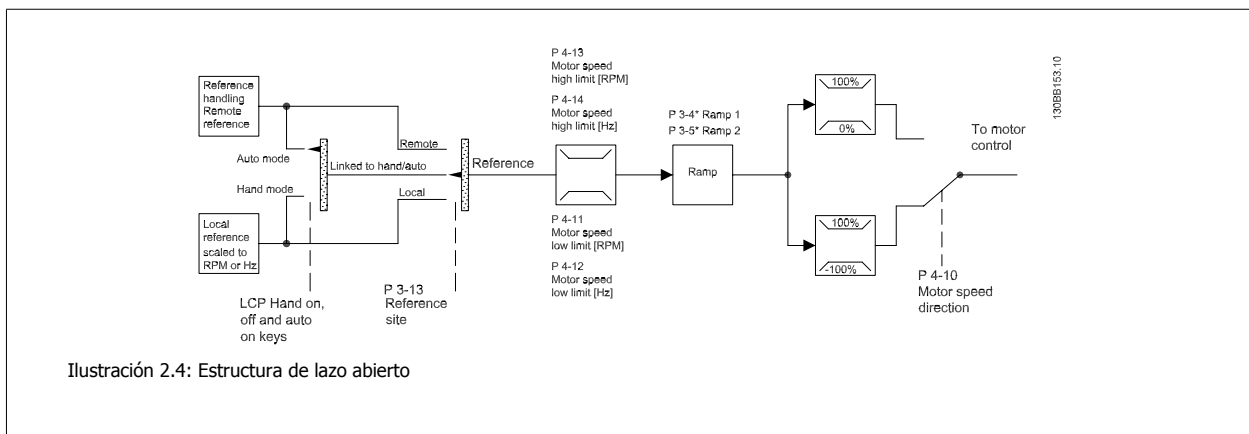 Reference
handling
Remote
reference
Auto mode
Hand mode
Local
reference
scaled to
RPM or Hz
LCP Hand on,
off and auto
on keys
Linked to hand/auto
Remote
Local
P 3-13
Reference
site
Reference
P 4-13
Motor speed
high limit [RPM]
P 4-14
Motor speed
high limit [Hz]
P 4-11
Motor speed
low limit [RPM]
P 4-12
Motor speed
low limit [Hz]
P 3-4* Ramp 1
P 3-5* Ramp 2
Ramp
100%
0%
100%
-100%
To motor
control
P 4-10
Motor speed
direction
130BB153.10
Ilustración 2.4: Estructura de lazo abierto